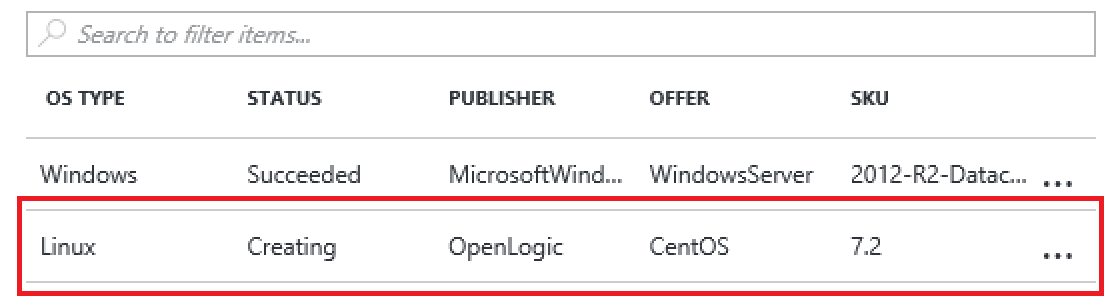 Search to filter items...
OS TYPE STATUS PUBLISHER OFFER SKU
Windows Succeeded MicrosoftWind... WindowsServer 2012-R2-Datac... ...
Linux Creating OpenLogic CentOS 7.2 ...